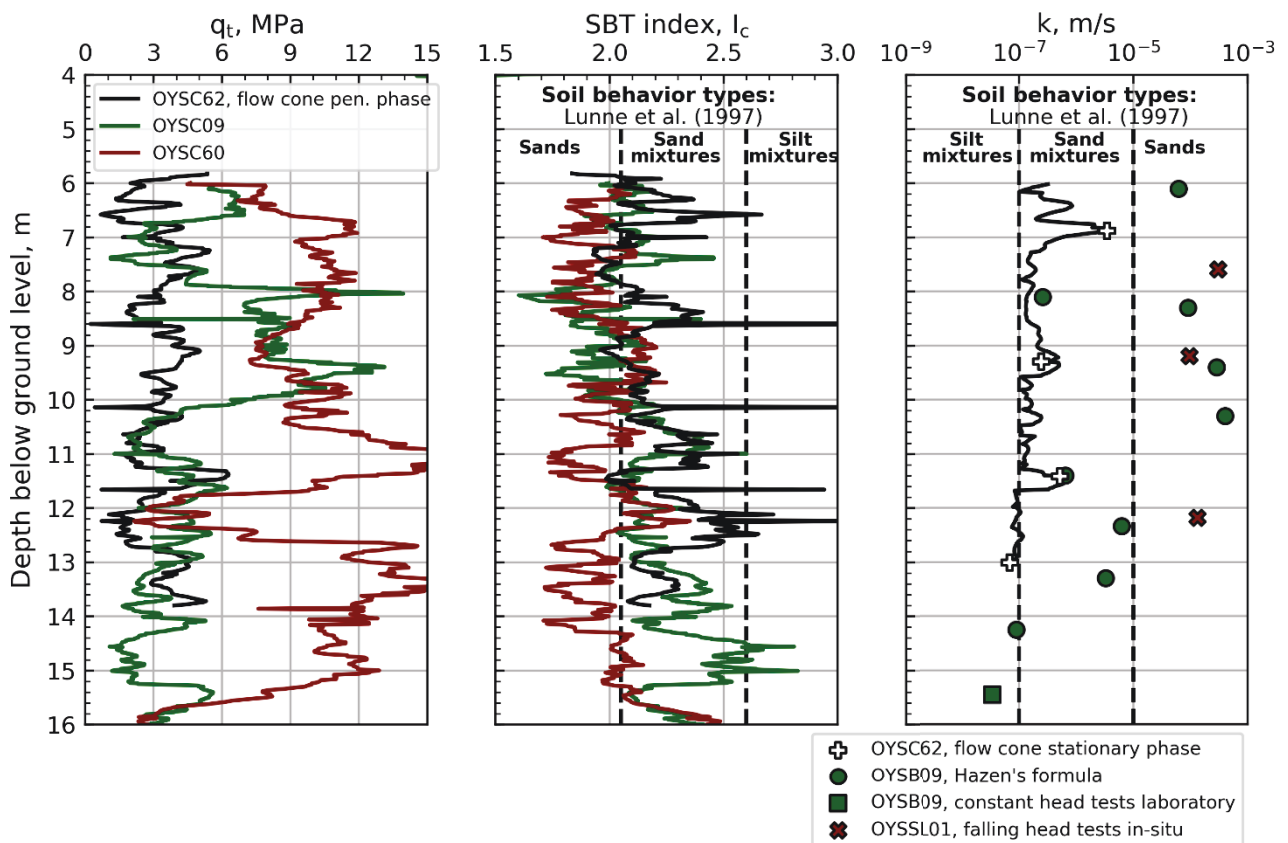 qt, MPa
0 3 6 9 12 15
SBT index, Ic
1.5 2.0 2.5 3.0
k, m/s
10−9 10−7 10−5 10−3
Depth below ground level, m
4
5
6
7
8
9
10
11
12
13
14
15
16
OYSC62, flow cone pen. phase
OYSC09
OYSC60
Soil behavior types:
Lunne et al. (1997)
Sands
Sand
mixtures
Silt
mixtures
Soil behavior types:
Lunne et al. (1997)
Silt
mixtures
Sand
mixtures
Sands
OYSC62, flow cone stationary phase
OYSB09, Hazen's formula
OYSB09, constant head tests laboratory
OYSSL01, falling head tests in-situ